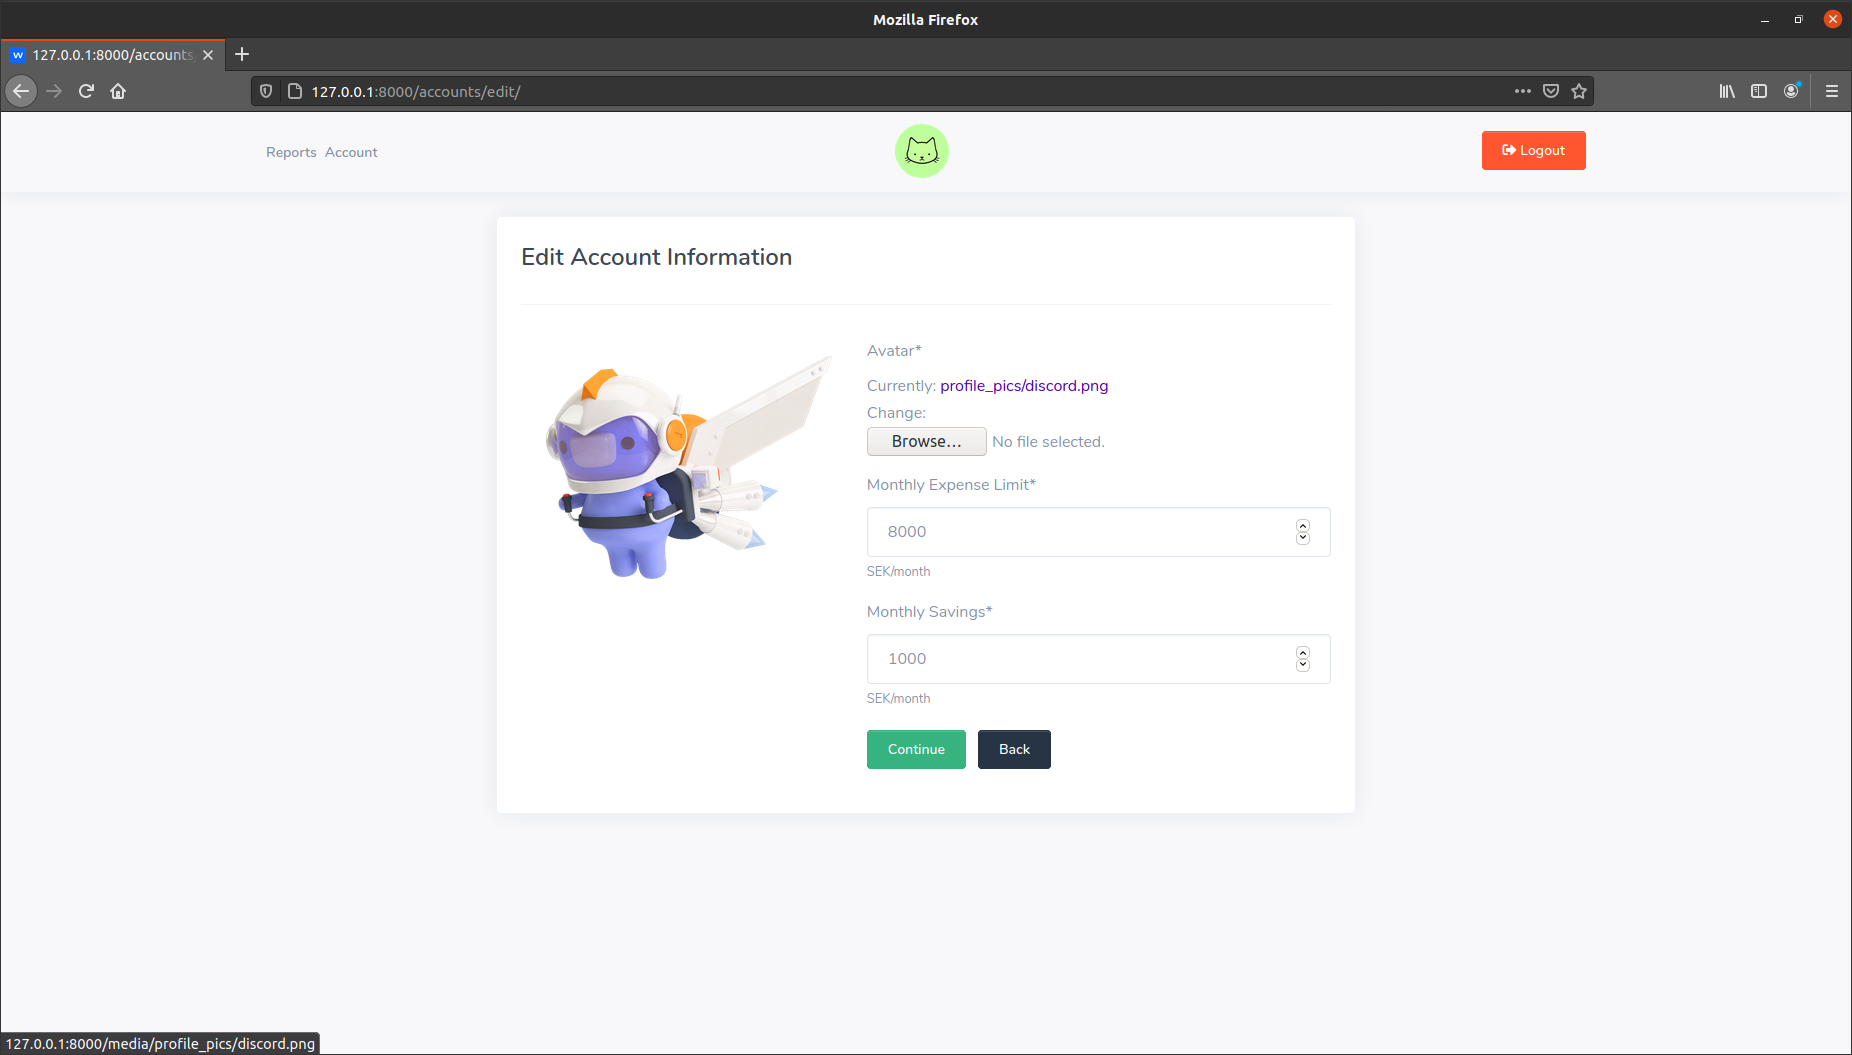 Mozilla Firefox
w 127.0.0.1:8000/accounts
127.0.0.1:8000/accounts/edit/
Reports Account
Logout
Edit Account Information
Avatar*
Currently: profile_pics/discord.png
Change:
Browse... No file selected.
Monthly Expense Limit*
8000
SEK/month
Monthly Savings*
1000
SEK/month
Continue Back
127.0.0.1:8000/media/profile_pics/discord.png